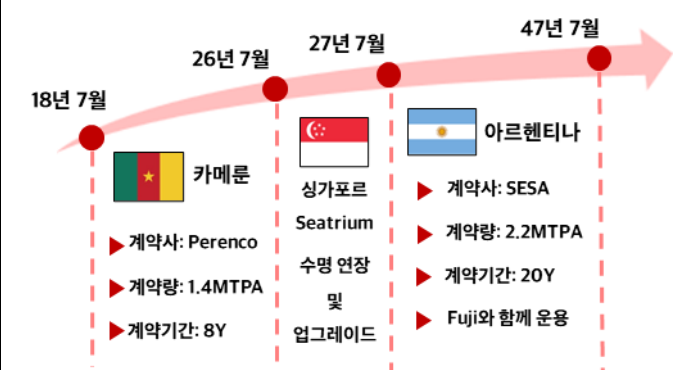 18년 7월
26년 7월
27년 7월
47년 7월
카메룬
계약사: Perenco
계약량: 1.4MTPA
계약기간: 8Y
싱가포르
Seatrium
수명 연장
및
업그레이드
아르헨티나
계약사: SESA
계약량: 2.2MTPA
계약기간: 20Y
Fuji와 함께 운용